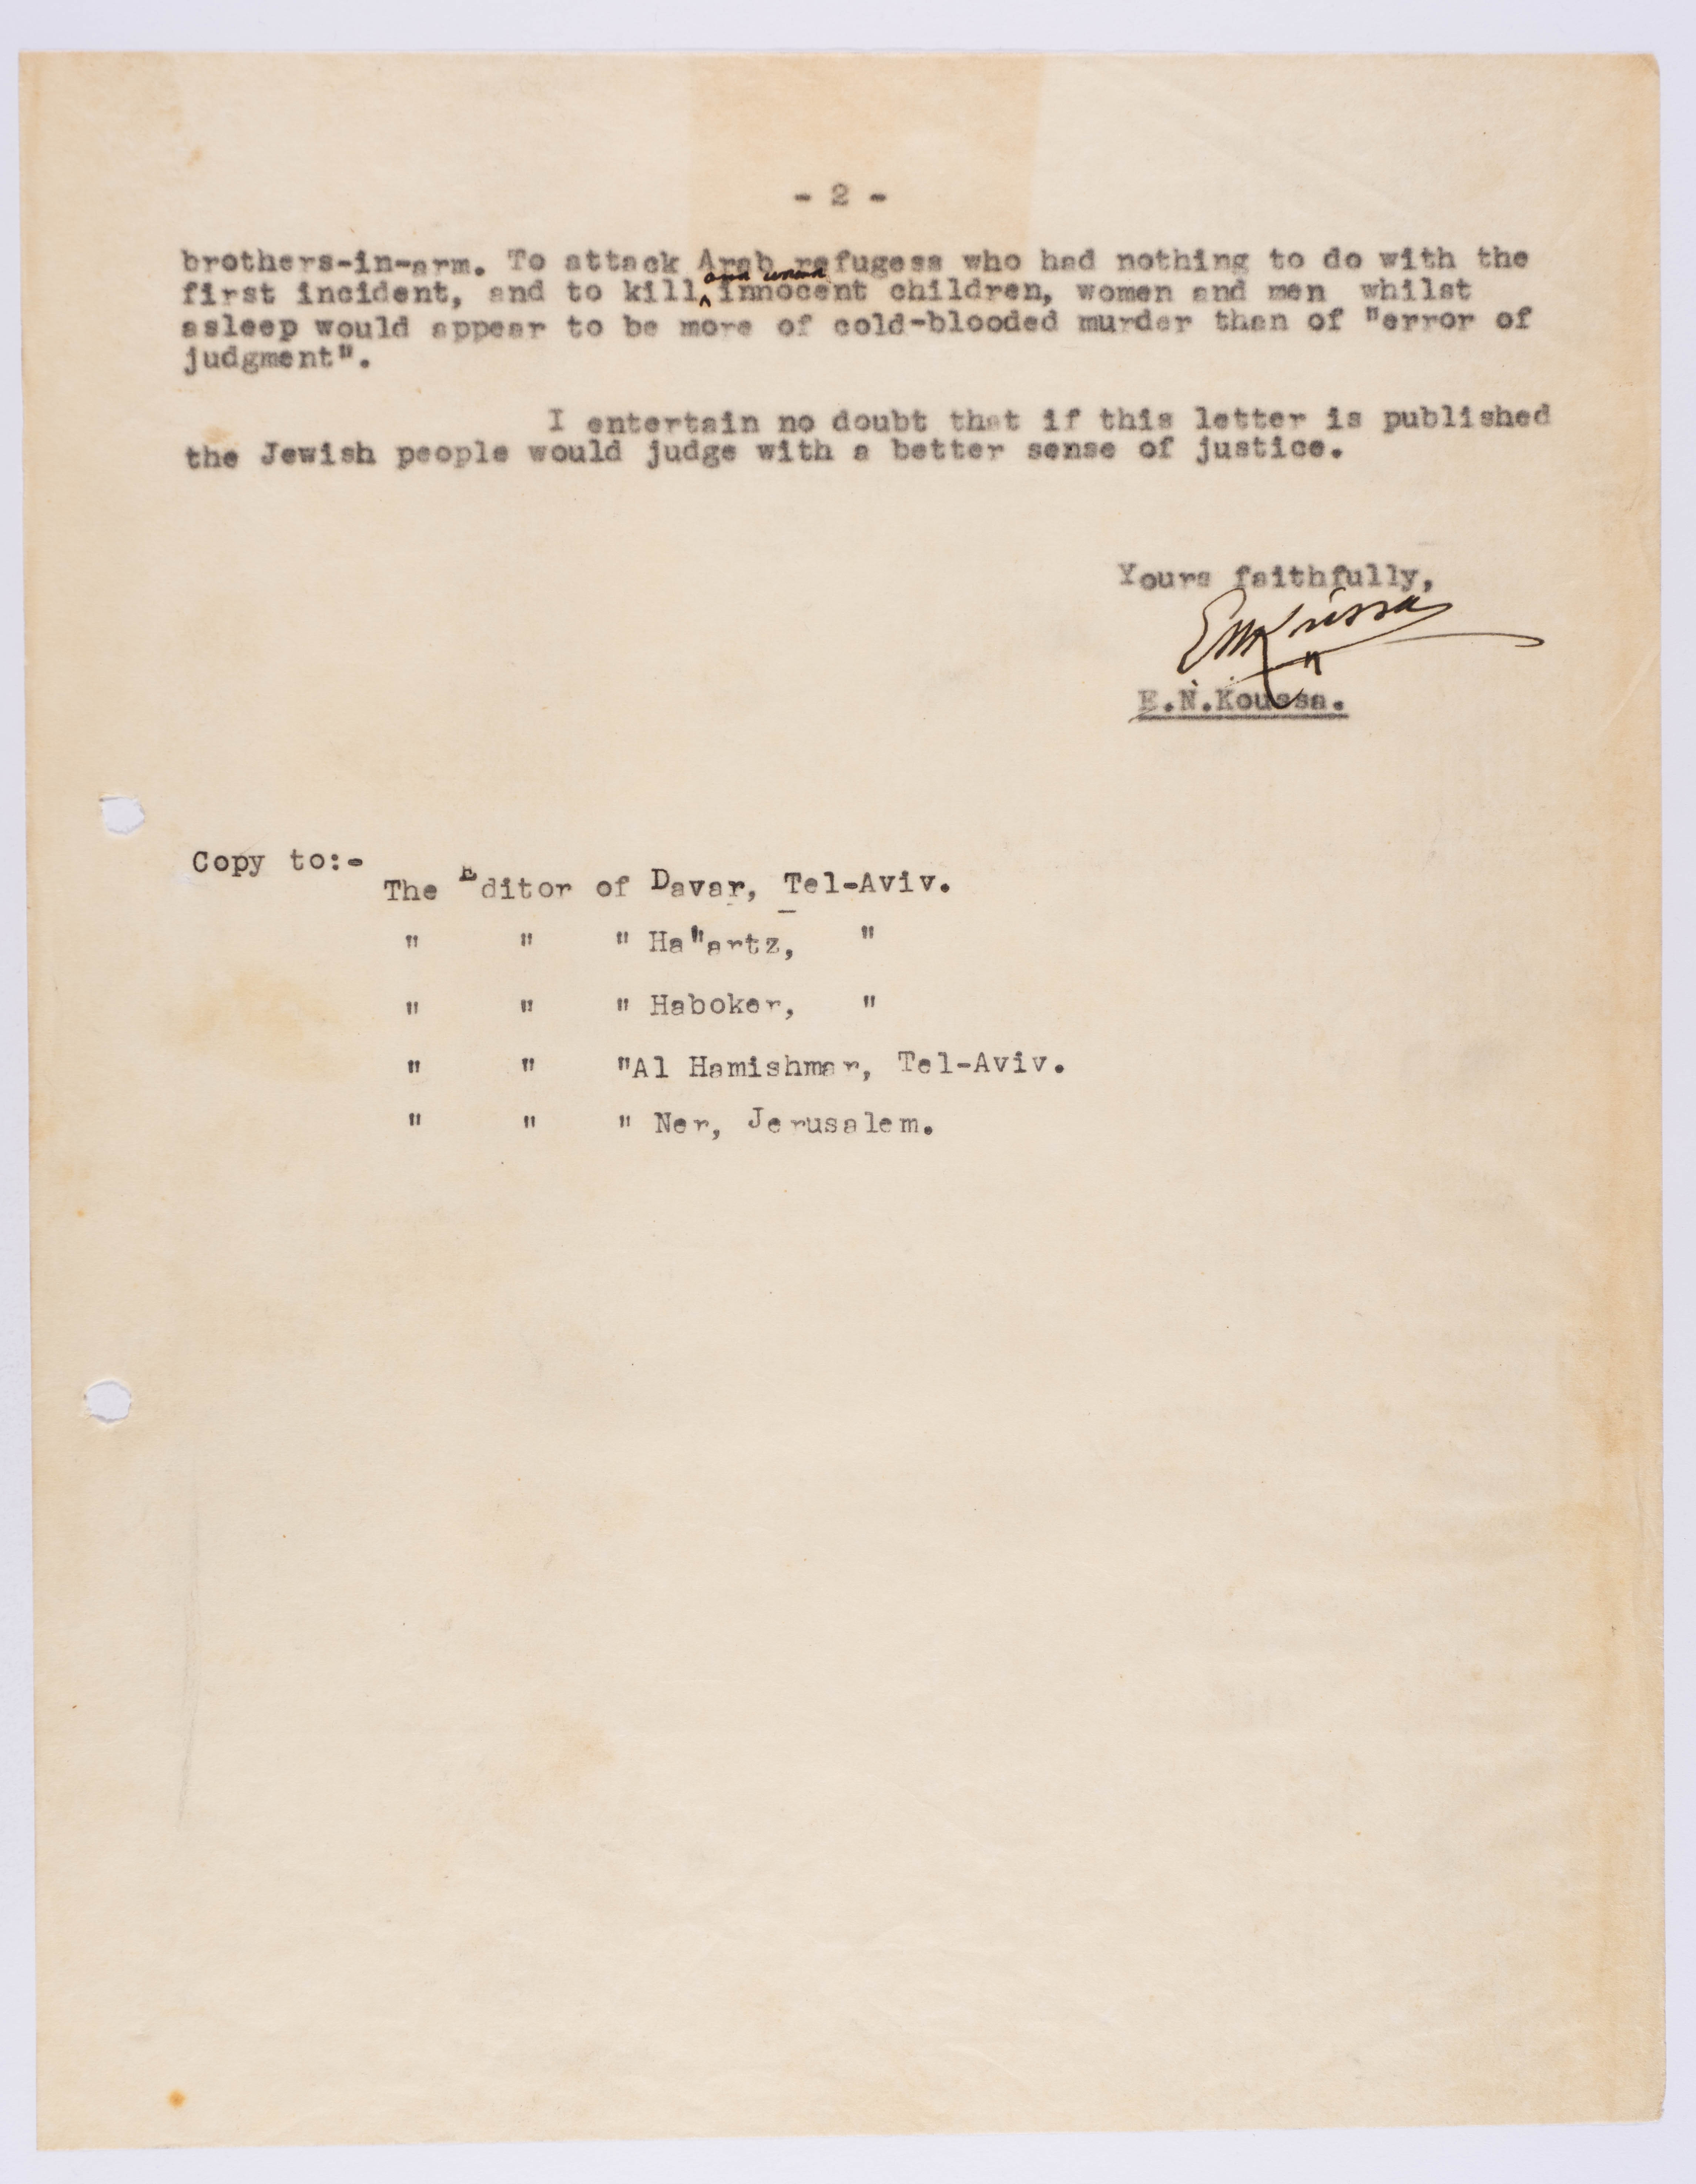 - 2 -
brothers-in-arm. To attack Arab refugess who had nothing to do with the
first incident, and to kill and wound innocent children, women and men whilst
asleep would appear to be more of cold-blooded murder than of "error of
judgment".
I entertain no doubt that if this letter is published
the Jewish people would judge with a better sense of justice.
Yours faithfully,
E.N.Koussa.
Copy to:-
The Editor of Davar, Tel-Aviv.
" " " Ha"artz, "
" " " Haboker, "
" " "Al Hamishmar, Tel-Aviv.
" " " Ner, Jerusalem.